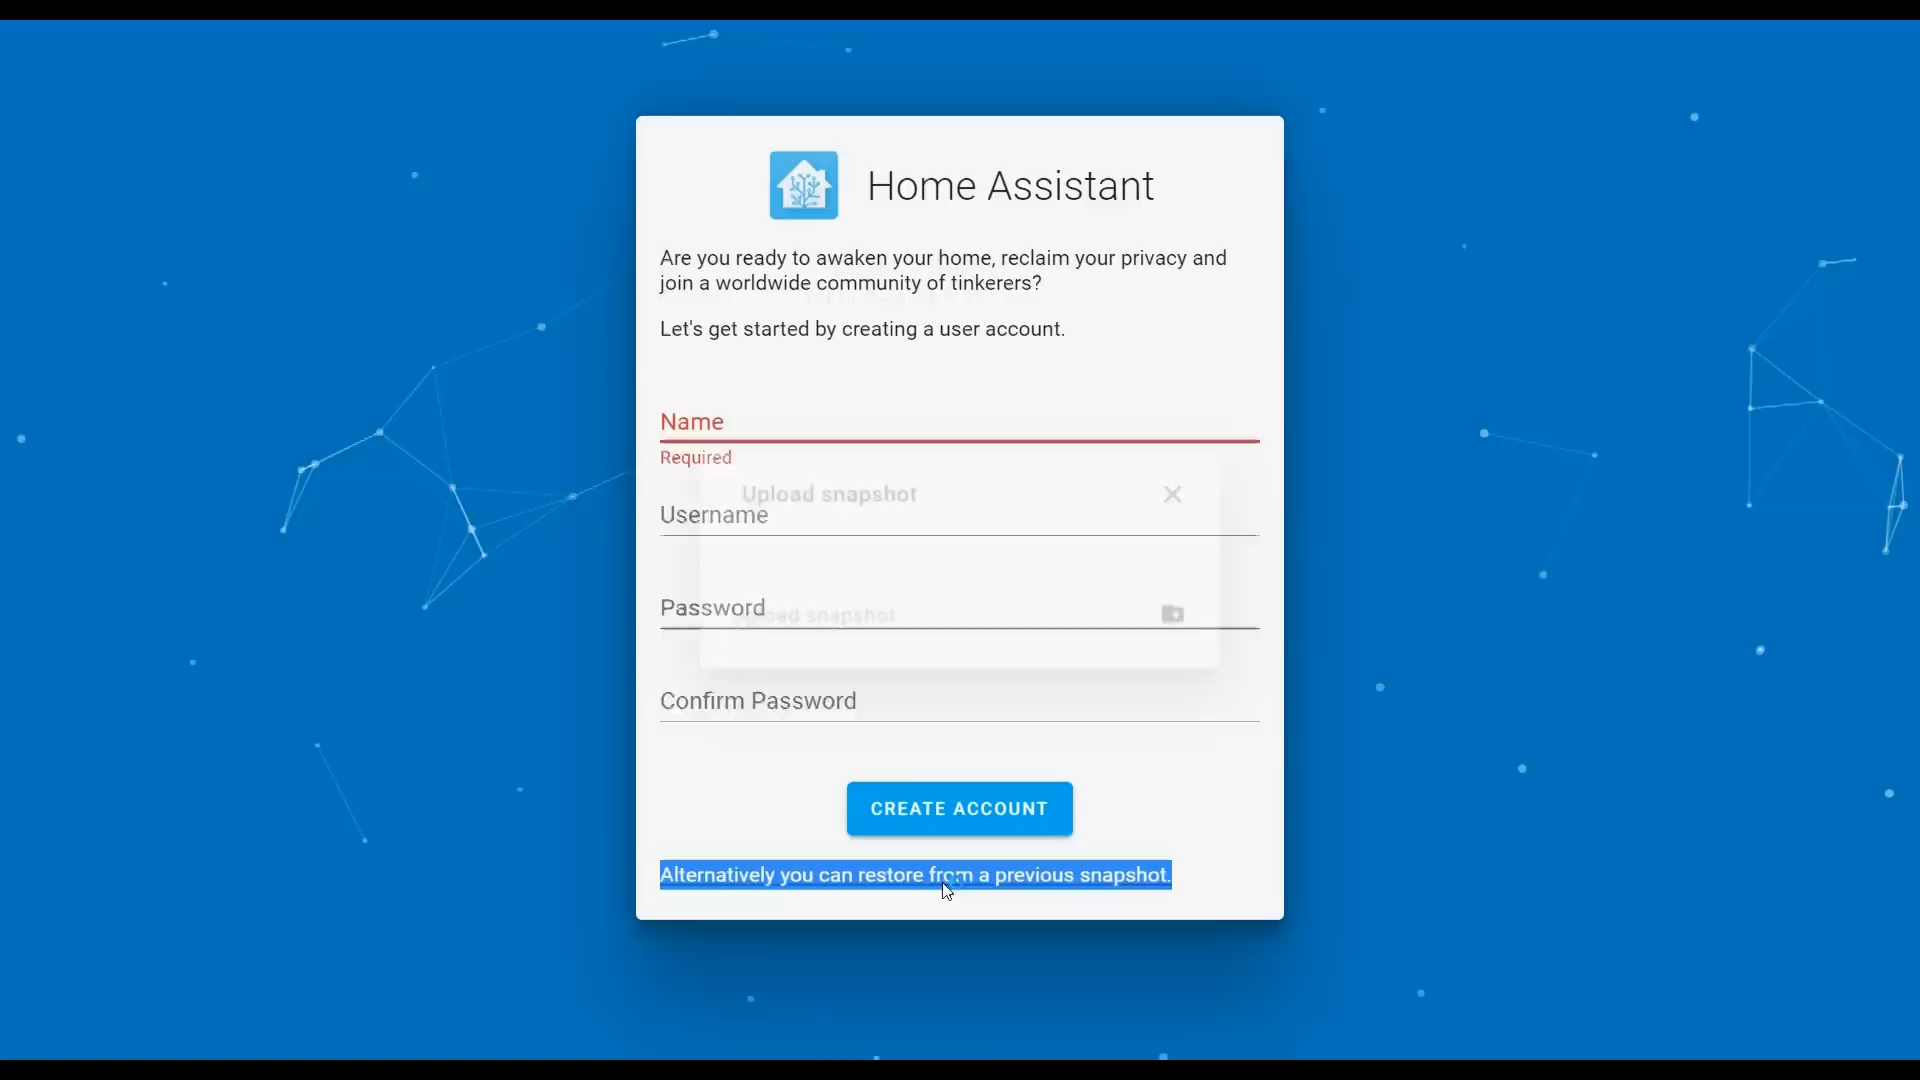 Home Assistant
Are you ready to awaken your home, reclaim your privacy and
join a worldwide community of tinkerers?
Let's get started by creating a user account.
Name
Required
Upload snapshot
Username
Password
Upload snapshot
Confirm Password
CREATE ACCOUNT
Alternatively you can restore from a previous snapshot.